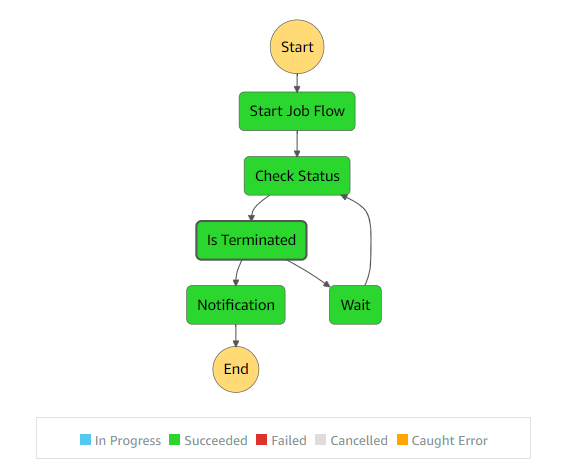 Start
Start Job Flow
Check Status
Is Terminated
Notification
Wait
End
In Progress Succeeded Failed Cancelled Caught Error